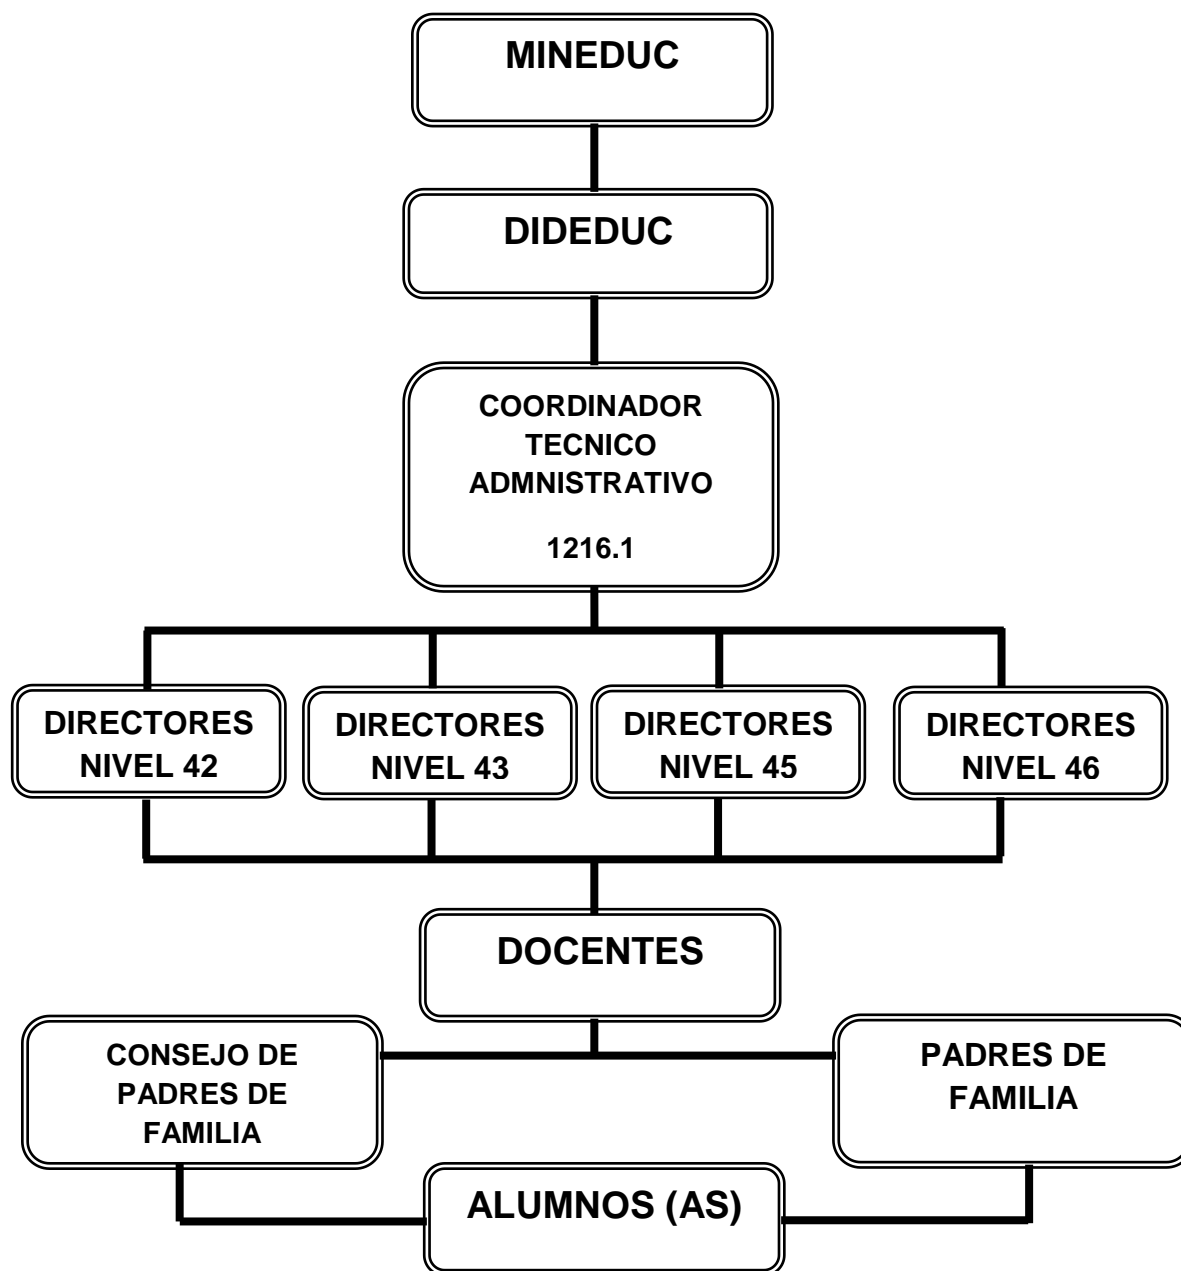 MINEDUC
DIDEDUC
COORDINADOR
TECNICO
ADMNISTRATIVO
1216.1
DIRECTORES
NIVEL 42
DIRECTORES
NIVEL 43
DIRECTORES
NIVEL 45
DIRECTORES
NIVEL 46
DOCENTES
CONSEJO DE
PADRES DE
FAMILIA
PADRES DE
FAMILIA
ALUMNOS (AS)